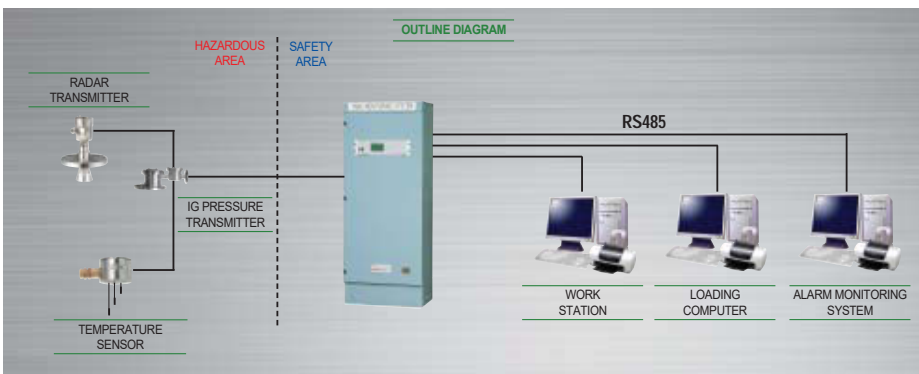 OUTLINE DIAGRAM
HAZARDOUS
AREA
SAFETY
AREA
RADAR
TRANSMITTER
RS485
IG PRESSURE
TRANSMITTER
TEMPERATURE
SENSOR
WORK
STATION
LOADING
COMPUTER
ALARM MONITORING
SYSTEM